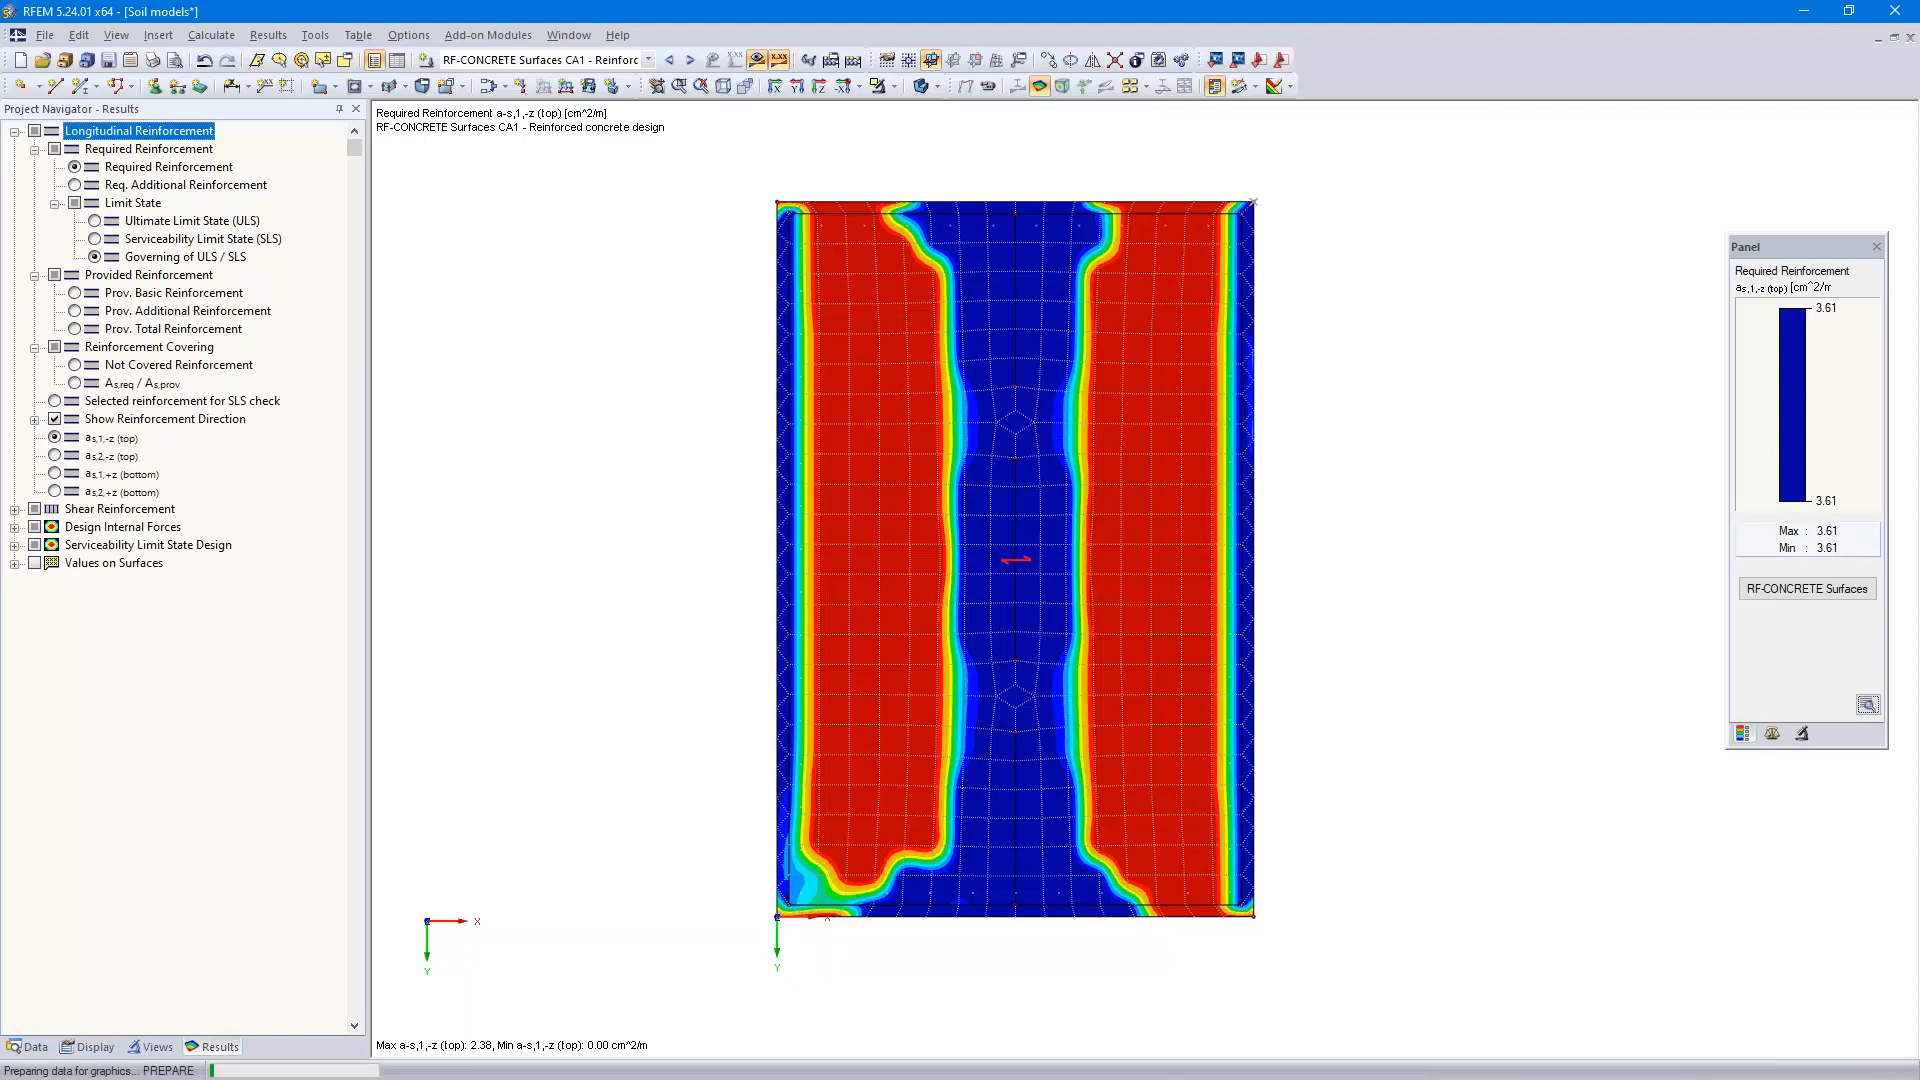 RFEM 5.24.01 x64 - [Soil models*]
File Edit View Insert Calculate Results Tools Table Options Add-on Modules Window Help
RF-CONCRETE Surfaces CA1 - Reinforc
Project Navigator - Results
Longitudinal Reinforcement
Required Reinforcement
Required Reinforcement
Req. Additional Reinforcement
Limit State
Ultimate Limit State (ULS)
Serviceability Limit State (SLS)
Governing of ULS / SLS
Provided Reinforcement
Prov. Basic Reinforcement
Prov. Additional Reinforcement
Prov. Total Reinforcement
Reinforcement Covering
Not Covered Reinforcement
As,req / As,prov
Selected reinforcement for SLS check
Show Reinforcement Direction
as,1,-z (top)
as,2,-z (top)
as,1,+z (bottom)
as,2,+z (bottom)
Shear Reinforcement
Design Internal Forces
Serviceability Limit State Design
Values on Surfaces
Data Display Views Results
Preparing data for graphics... PREPARE
Required Reinforcement a-s,1,-z (top) [cm^2/m]
RF-CONCRETE Surfaces CA1 - Reinforced concrete design
X
Y
Y
Max a-s,1,-z (top): 2.38, Min a-s,1,-z (top): 0.00 cm^2/m
Panel
Required Reinforcement
as,1,-z (top) [cm^2/m
3.61
3.61
Max : 3.61
Min : 3.61
RF-CONCRETE Surfaces